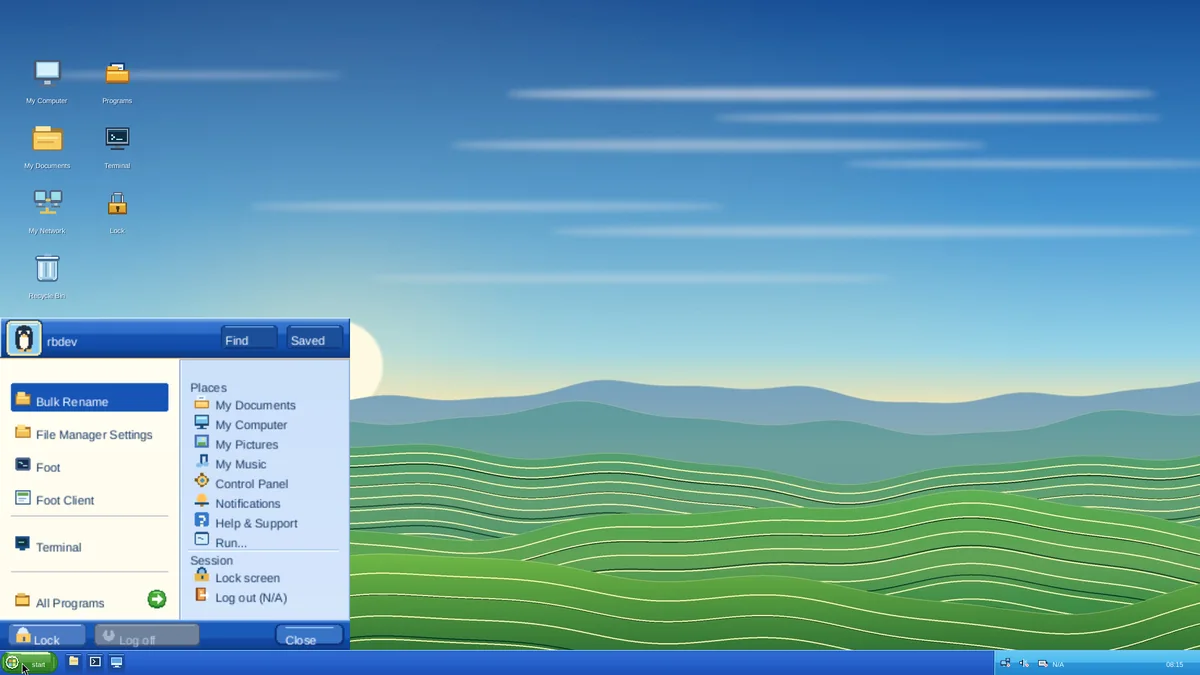 My Computer
Programs
My Documents
Terminal
My Network
Lock
Recycle Bin
rbdev
Find
Saved
Bulk Rename
File Manager Settings
Foot
Foot Client
Terminal
All Programs
Places
My Documents
My Computer
My Pictures
My Music
Control Panel
Notifications
Help & Support
Run...
Session
Lock screen
Log out (N/A)
Lock
Log off
Close
start
N/A
08:15